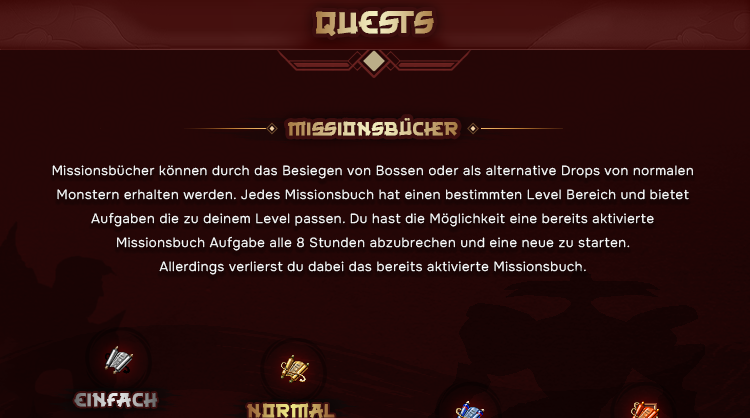 QUESTS
MISSIONSBÜCHER
Missionsbücher können durch das Besiegen von Bossen oder als alternative Drops von normalen
Monstern erhalten werden. Jedes Missionsbuch hat einen bestimmten Level Bereich und bietet
Aufgaben die zu deinem Level passen. Du hast die Möglichkeit eine bereits aktivierte
Missionsbuch Aufgabe alle 8 Stunden abzubrechen und eine neue zu starten.
Allerdings verlierst du dabei das bereits aktivierte Missionsbuch.
EINFACH
NORMAL